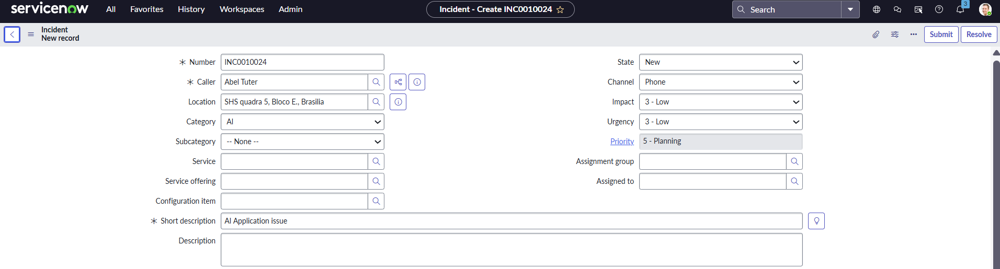 servicenow All Favorites History Workspaces Admin Incident - Create INC0010024 Search 3
Incident
New record
Submit Resolve
Number INC0010024
State New
Caller Abel Tuter
Channel Phone
Location SHS quadra 5, Bloco E., Brasilia
Impact 3 - Low
Category AI
Urgency 3 - Low
Subcategory -- None --
Priority 5 - Planning
Service
Assignment group
Service offering
Assigned to
Configuration item
Short description AI Application issue
Description